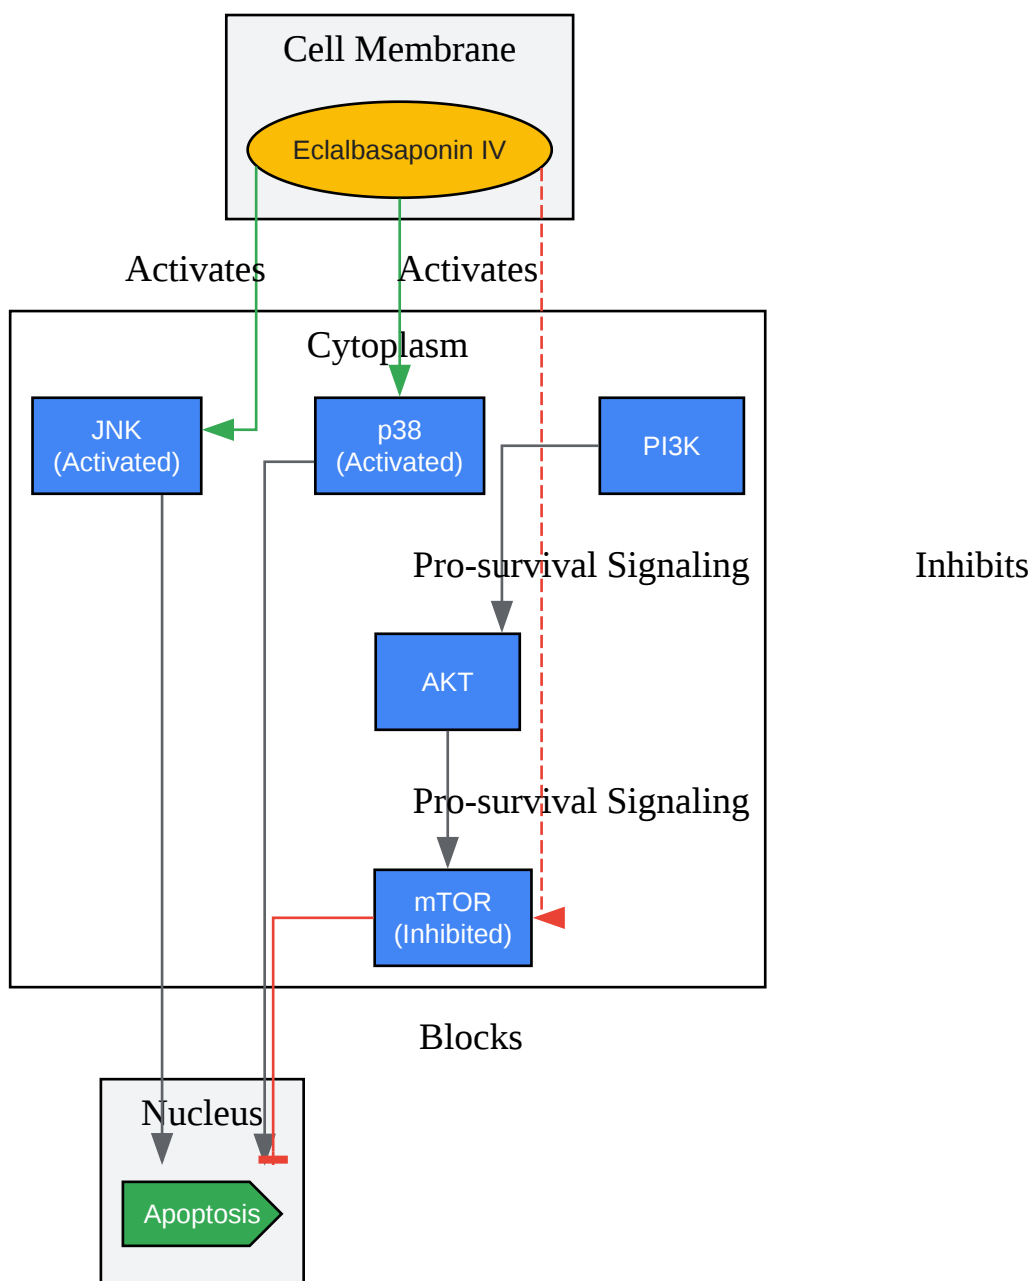 Cell Membrane
Eclalbasaponin IV
Activates
Activates
Cytoplasm
JNK
(Activated)
p38
(Activated)
PI3K
Pro-survival Signaling
Inhibits
AKT
Pro-survival Signaling
mTOR
(Inhibited)
Blocks
Nucleus
Apoptosis